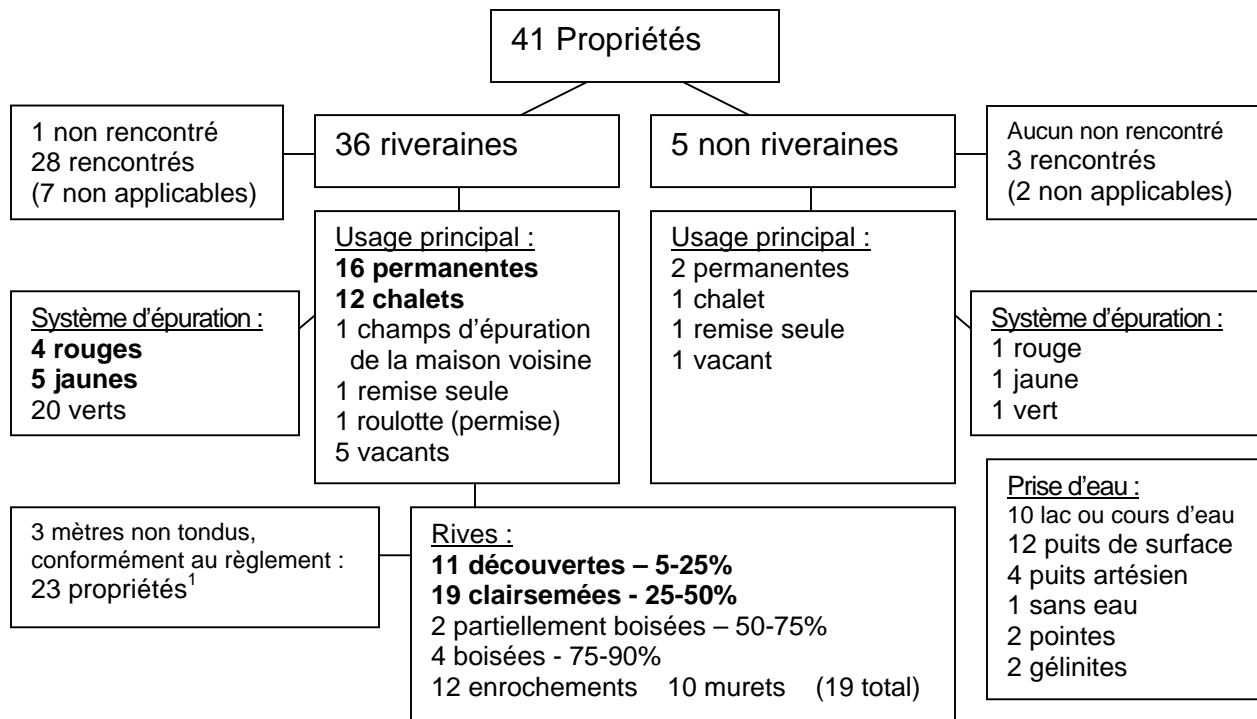 41 Propriétés
1 non rencontré
28 rencontrés
(7 non applicables)
36 riveraines
5 non riveraines
Aucun non rencontré
3 rencontrés
(2 non applicables)
Système d'épuration :
4 rouges
5 jaunes
20 verts
Usage principal :
16 permanentes
12 chalets
1 champs d'épuration
de la maison voisine
1 remise seule
1 roulotte (permise)
5 vacants
Usage principal :
2 permanentes
1 chalet
1 remise seule
1 vacant
Système d'épuration :
1 rouge
1 jaune
1 vert
3 mètres non tondus,
conformément au règlement :
23 propriétés¹
Rives :
11 découvertes – 5-25%
19 clairsemées - 25-50%
2 partiellement boisées – 50-75%
4 boisées - 75-90%
12 enrochements 10 murets (19 total)
Prise d'eau :
10 lac ou cours d'eau
12 puits de surface
4 puits artésien
1 sans eau
2 pointes
2 gélinites